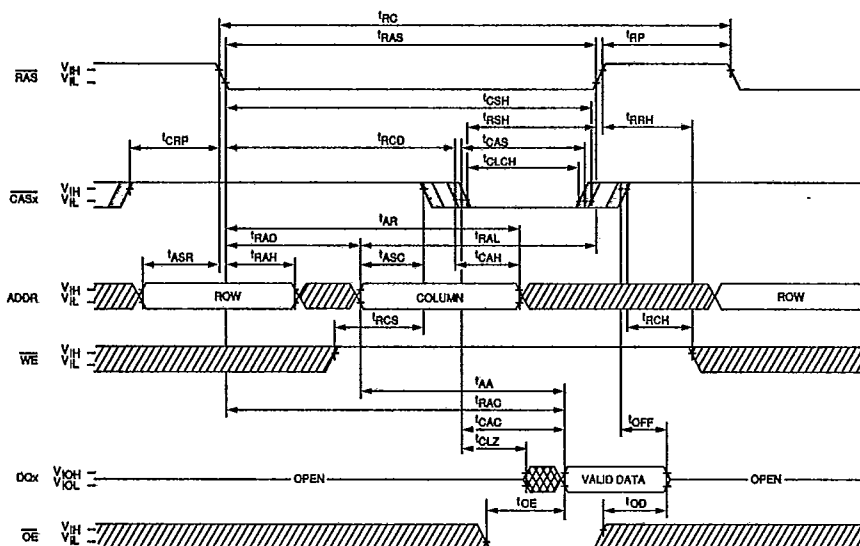 tRC
tRAS
tRP
RAS VIH VIL
tCSH
tRSH
tRRH
tCRP
tRCD
tCAS
tCLCH
CASx VIH VIL
tAR
tRAD
tRAL
tASR
tRAH
tASC
tCAH
ADDR VIH VIL ROW COLUMN ROW
tRCS
tRCH
WE VIH VIL
tAA
tRAC
tCAC
tOFF
tCLZ
DQx VIOH VIOL OPEN VALID DATA OPEN
tOE
tOD
OE VIH VIL